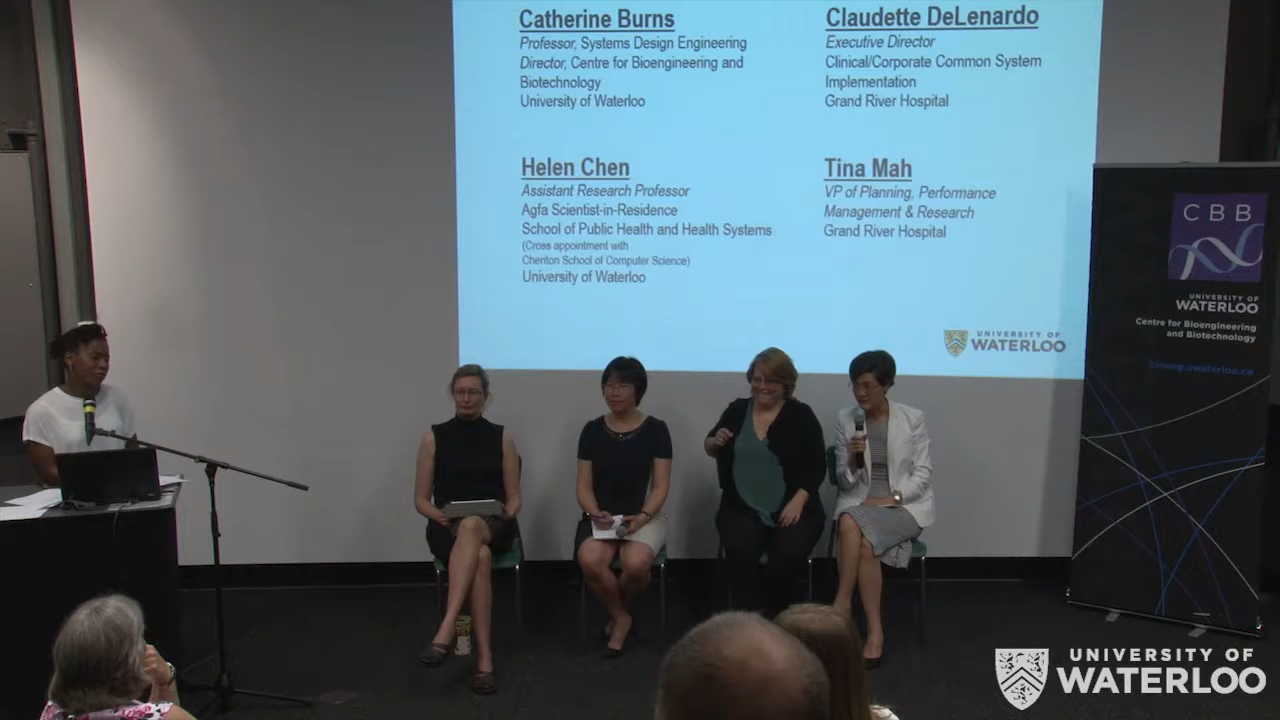 Catherine Burns
Professor, Systems Design Engineering
Director, Centre for Bioengineering and
Biotechnology
University of Waterloo
Claudette DeLenardo
Executive Director
Clinical/Corporate Common System
Implementation
Grand River Hospital
Helen Chen
Assistant Research Professor
Agfa Scientist-in-Residence
School of Public Health and Health Systems
(Cross appointment with
Cheriton School of Computer Science)
University of Waterloo
Tina Mah
VP of Planning, Performance
Management & Research
Grand River Hospital
UNIVERSITY OF
WATERLOO
CBB
UNIVERSITY OF
WATERLOO
Centre for Bioengineering
and Biotechnology
bioeng.uwaterloo.ca
UNIVERSITY OF
WATERLOO